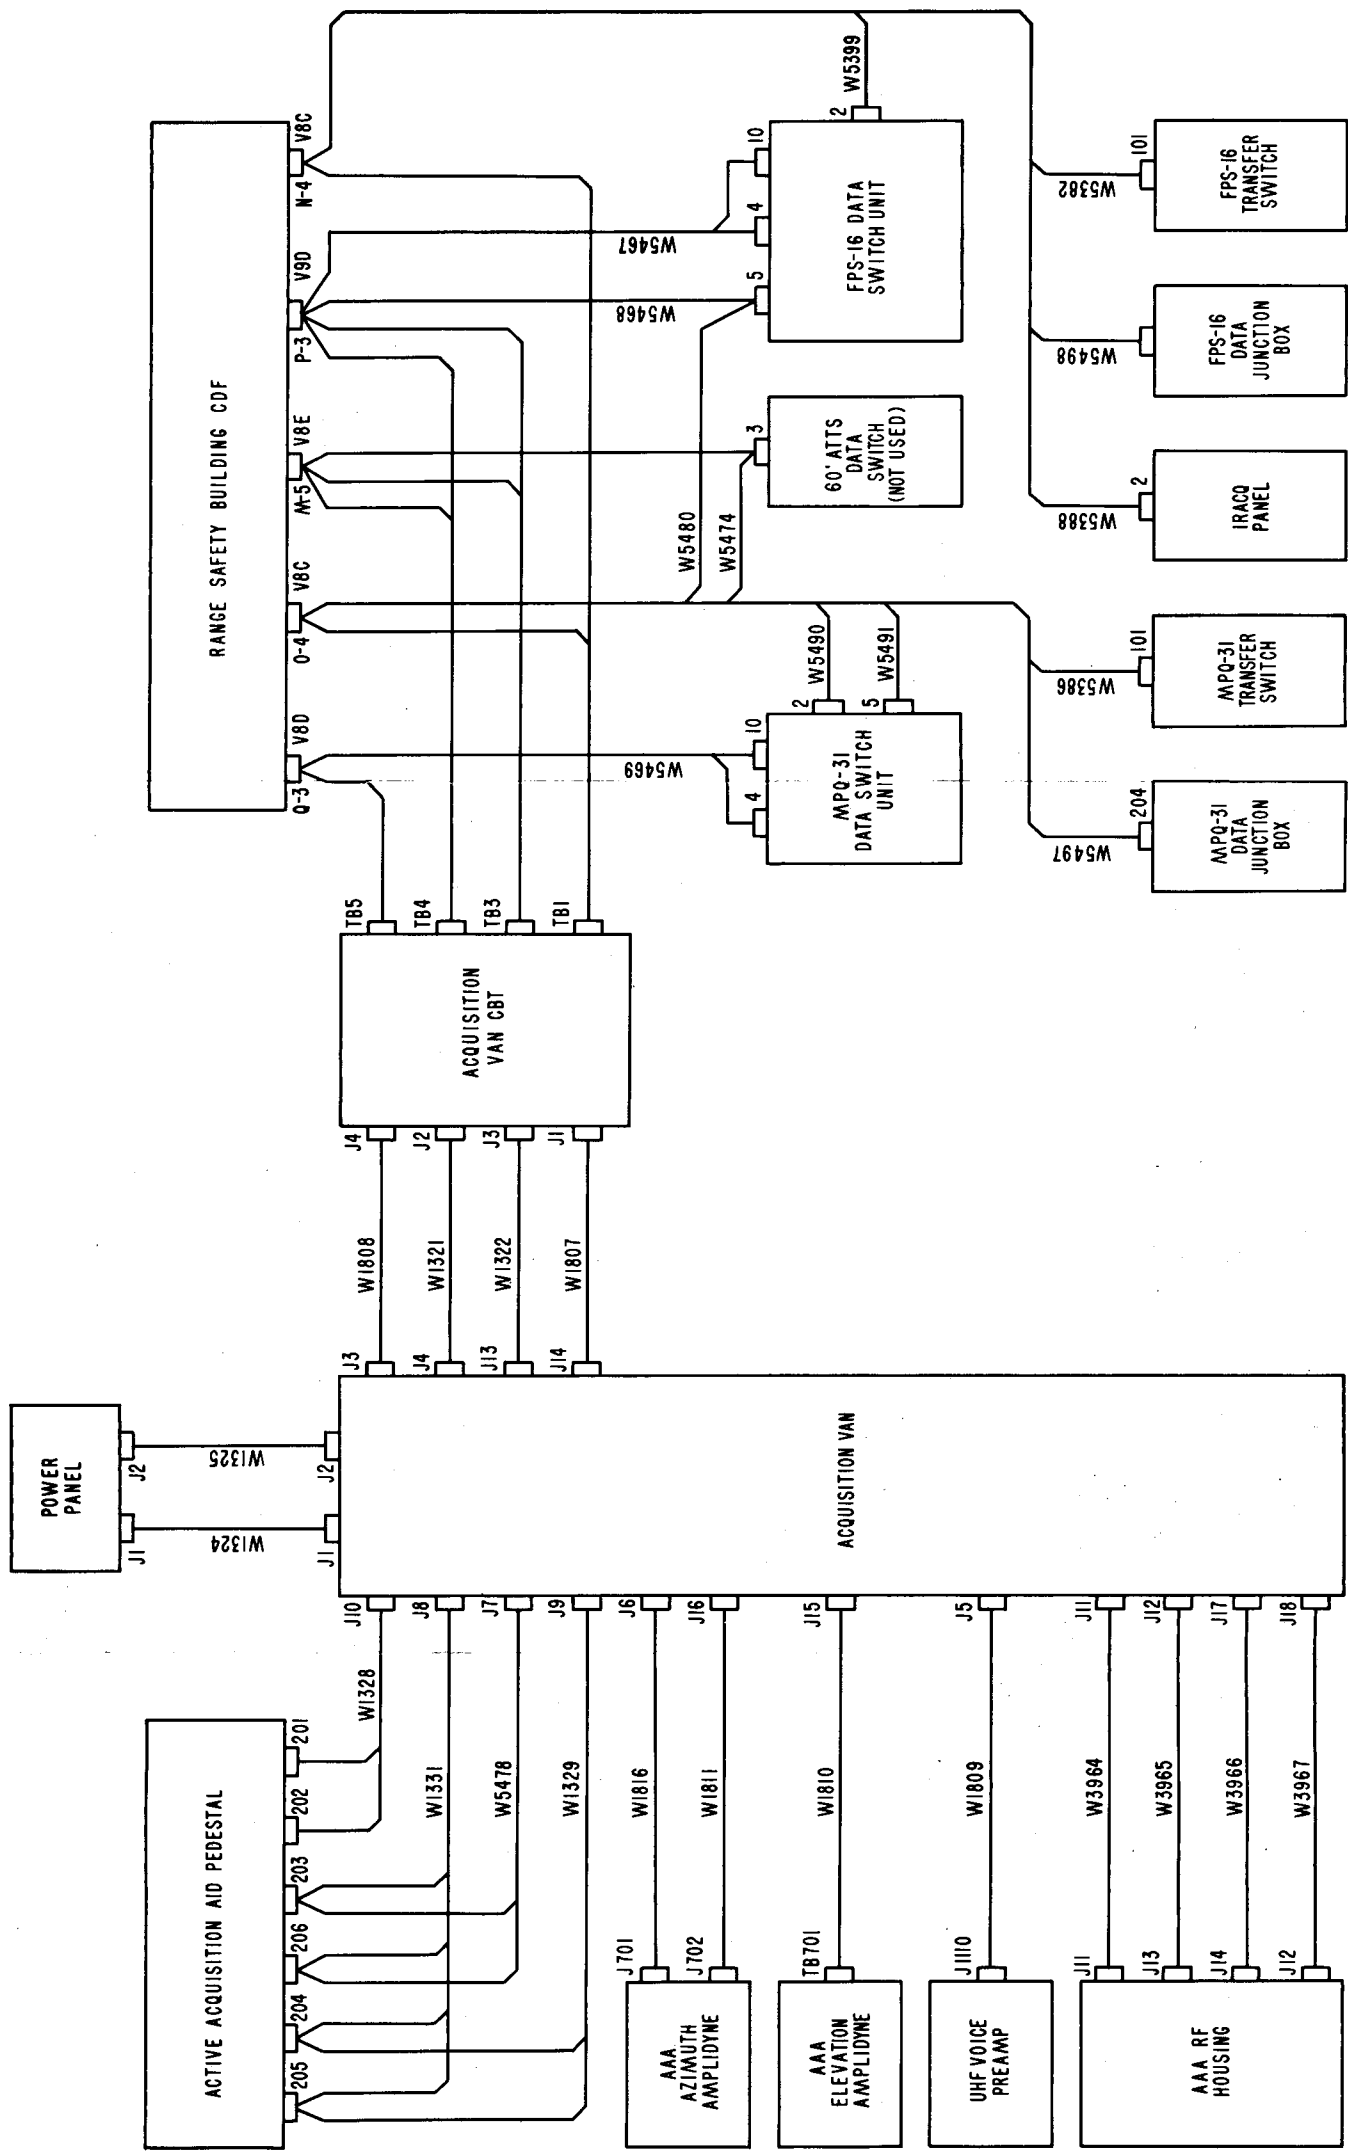 ACTIVE ACQUISITION AID PEDESTAL
205
204
206
203
202
201
W1328
W1331
W5478
W1329
J10
J8
J7
J9
POWER
PANEL
J1
J2
W1324
W1325
J1
J2
AAA
AZIMUTH
AMPLIDYNE
J701
J702
W1816
W1811
J6
J16
AAA
ELEVATION
AMPLIDYNE
TB701
W1810
J15
UHF VOICE
PREAMP
J1110
W1809
J5
AAA RF
HOUSING
J11
J13
J14
J12
W3964
W3965
W3966
W3967
J11
J12
J17
J18
ACQUISITION VAN
J3
J4
J13
J14
W1808
W1321
W1322
W1807
J4
J2
J3
J1
ACQUISITION
VAN CBT
TB5
TB4
TB3
TB1
RANGE SAFETY BUILDING CDF
Q-3
V8D
O-4
V8C
M-5
V8E
P-3
V9D
N-4
V8C
W5469
W5480
W5474
W5468
W5467
W5399
MPQ-31
DATA SWITCH
UNIT
4
10
2
5
W5490
W5491
60' ATTS
DATA
SWITCH
(NOT USED)
3
FPS-16 DATA
SWITCH UNIT
5
4
10
2
W5497
W5386
W5388
W5498
W5382
204
MPQ-31
DATA
JUNCTION
BOX
101
MPQ-31
TRANSFER
SWITCH
2
IRACQ
PANEL
FPS-16
DATA
JUNCTION
BOX
101
FPS-16
TRANSFER
SWITCH